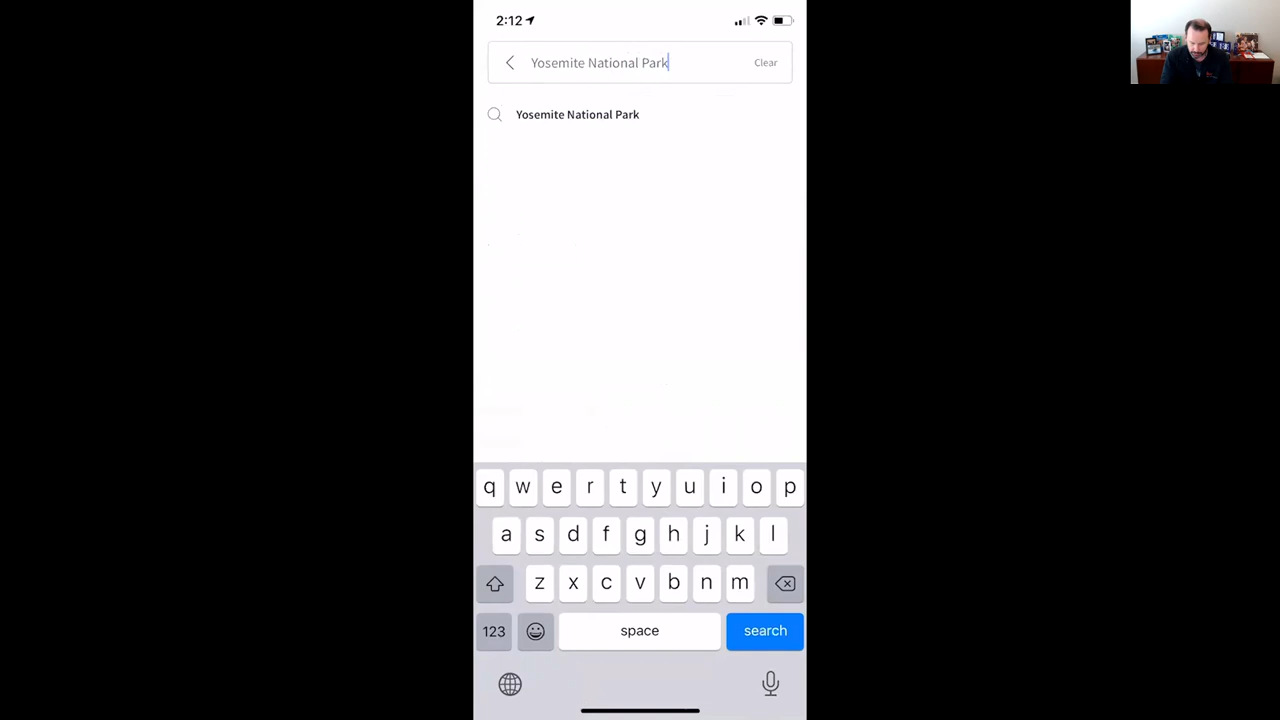 2:12
Yosemite National Park
Clear
Yosemite National Park
q w e r t y u i o p
a s d f g h j k l
z x c v b n m
123 space search